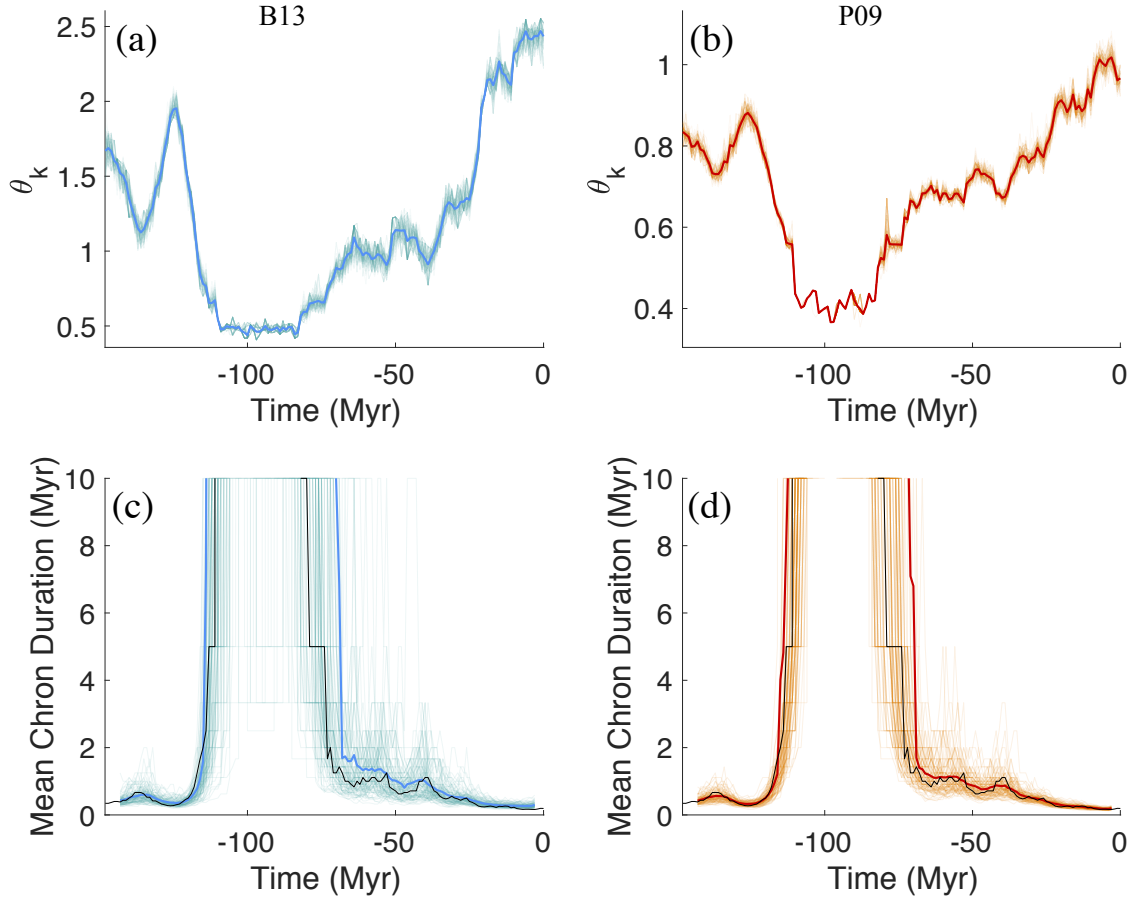 B13
P09
(a)
(b)
2.5
2
1.5
1
0.5
θk
-100
-50
0
Time (Myr)
1
0.8
0.6
0.4
θk
-100
-50
0
Time (Myr)
(c)
(d)
10
8
6
4
2
0
Mean Chron Duration (Myr)
-100
-50
0
Time (Myr)
10
8
6
4
2
0
Mean Chron Duraiton (Myr)
-100
-50
0
Time (Myr)